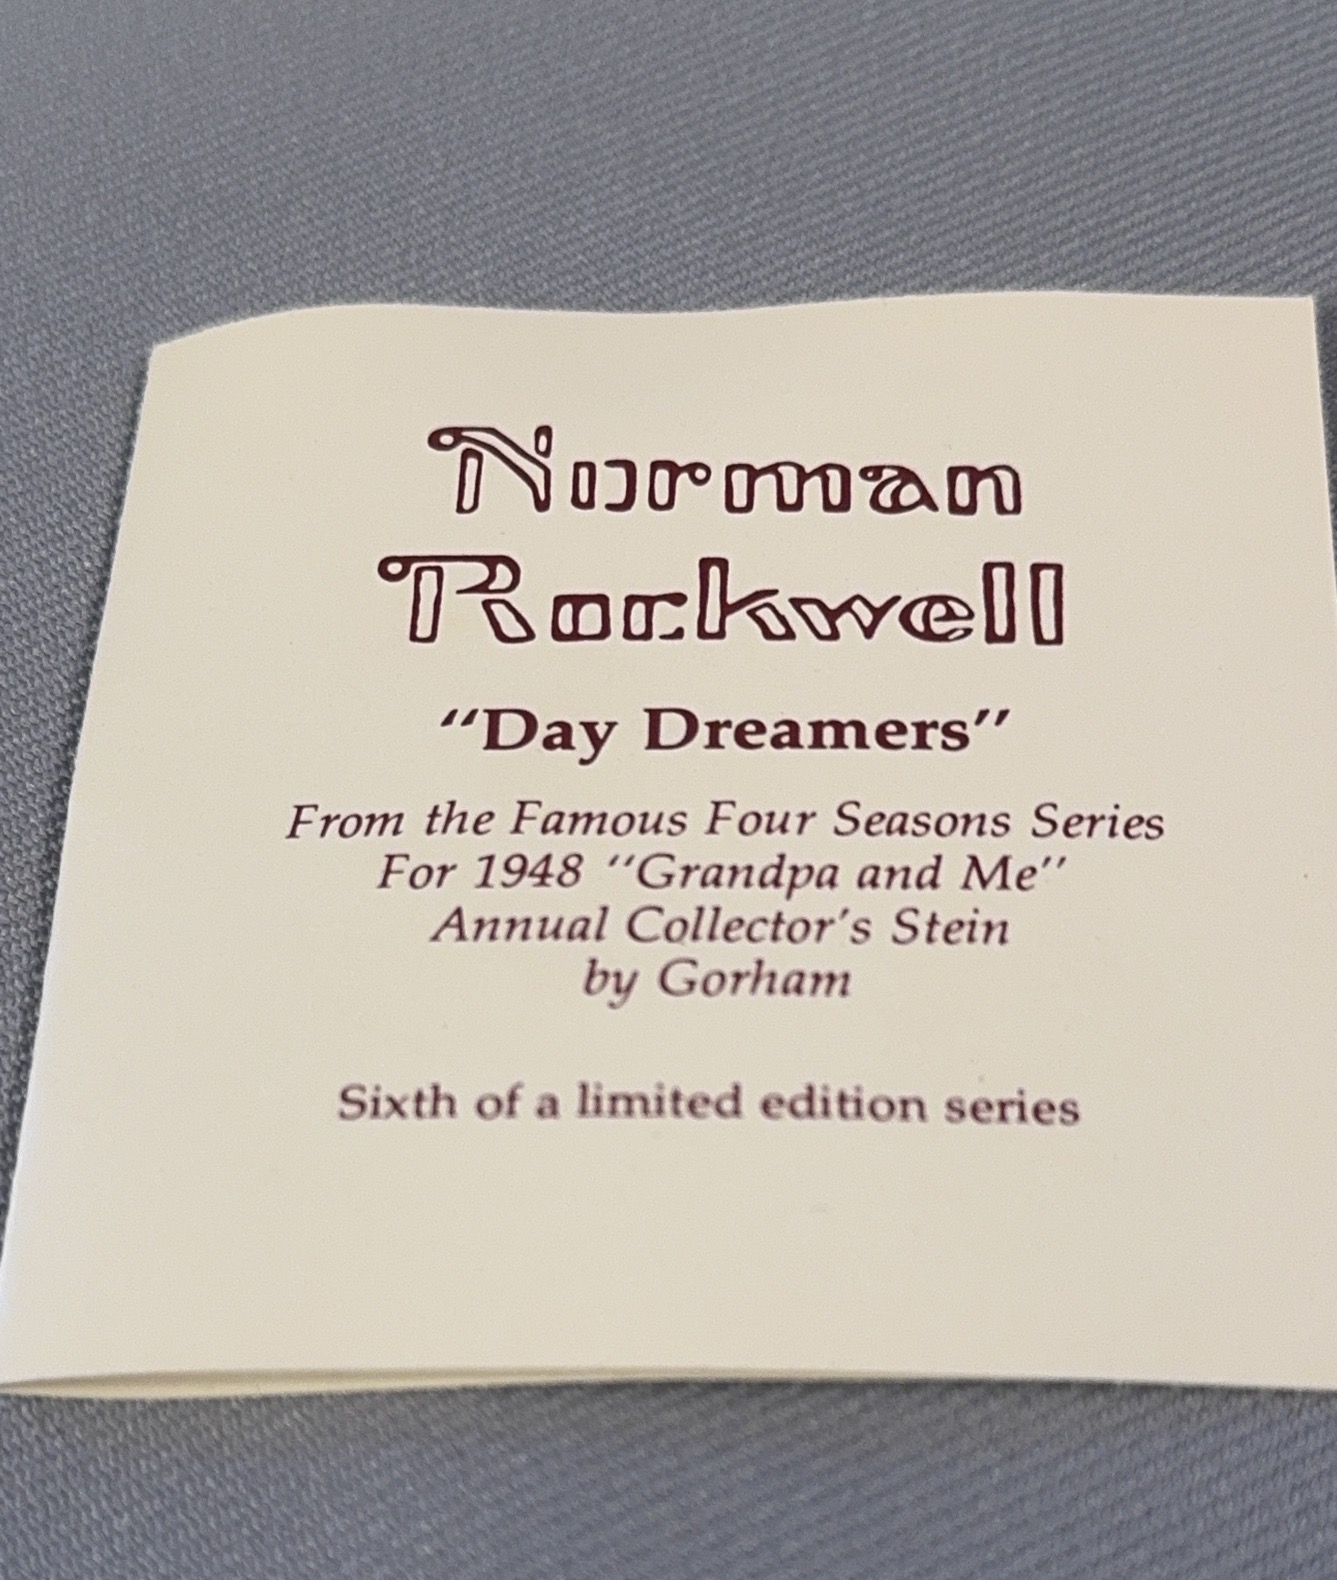 Norman
Rockwell
"Day Dreamers"
From the Famous Four Seasons Series
For 1948 "Grandpa and Me"
Annual Collector's Stein
by Gorham
Sixth of a limited edition series